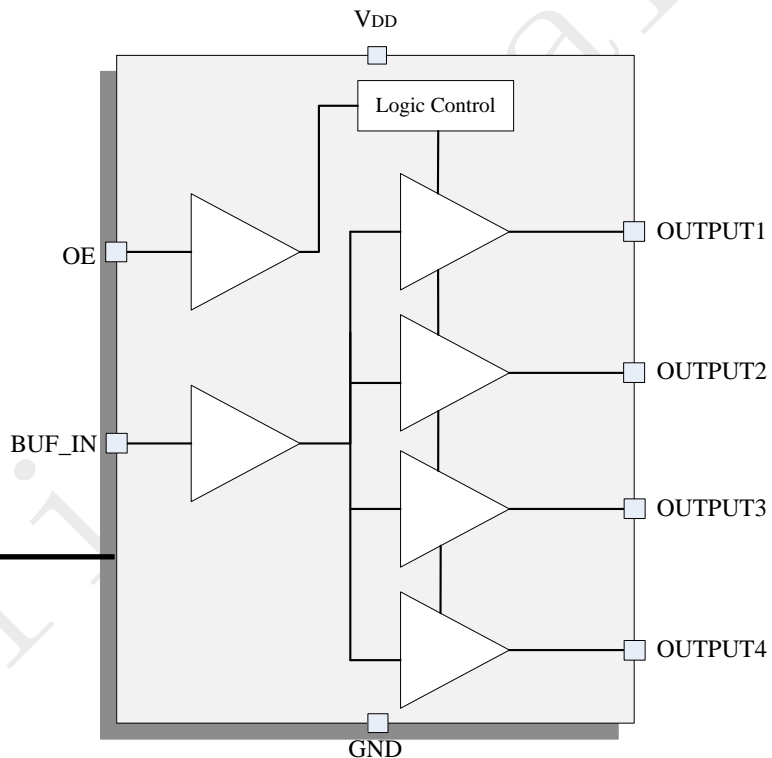 VDD
Logic Control
OE
OUTPUT1
OUTPUT2
BUF_IN
OUTPUT3
OUTPUT4
GND